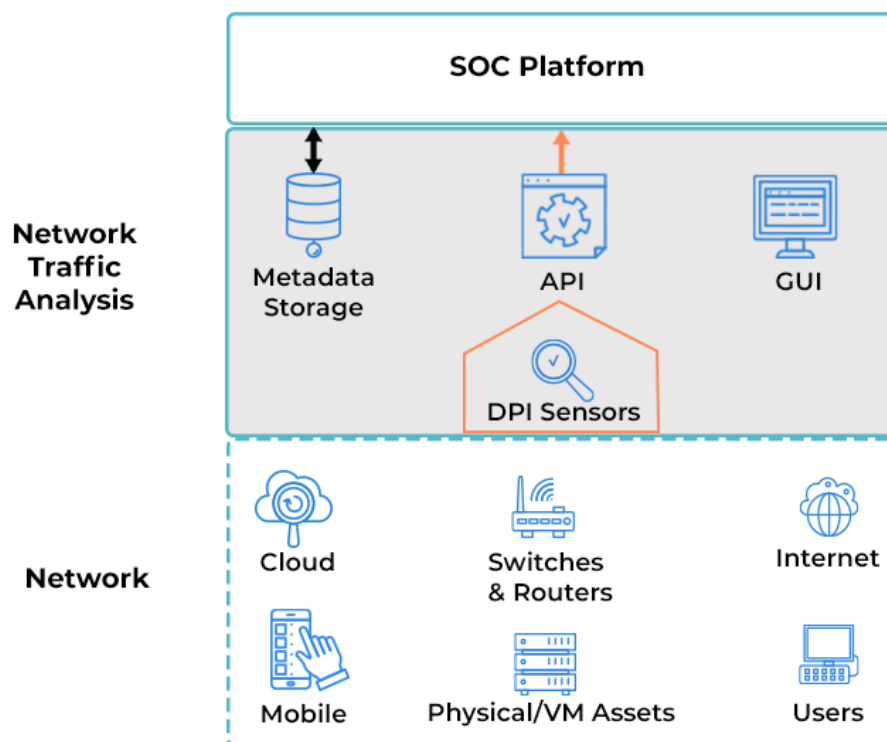 SOC Platform
Network
Traffic
Analysis
Metadata
Storage
API
GUI
DPI Sensors
Network
Cloud
Switches
& Routers
Internet
Mobile
Physical/VM Assets
Users